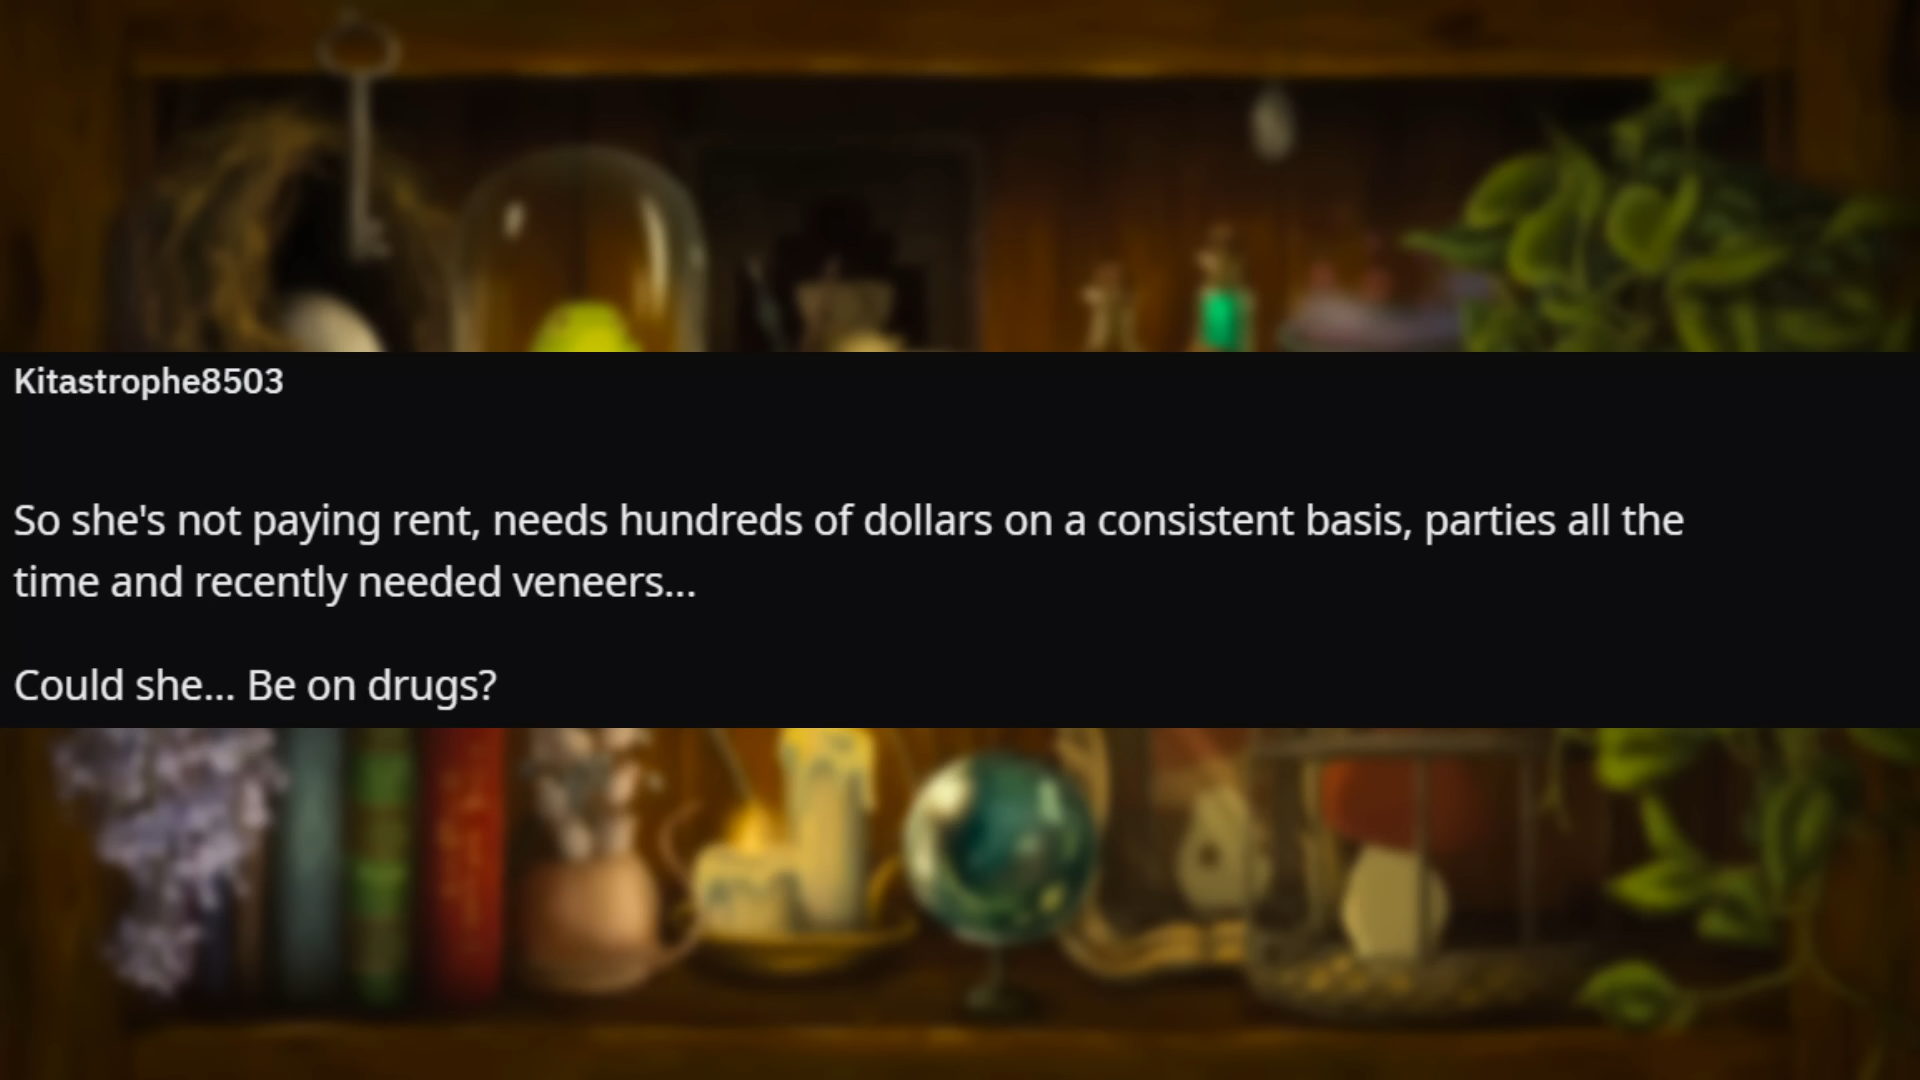 Kitastrophe8503
So she's not paying rent, needs hundreds of dollars on a consistent basis, parties all the
time and recently needed veneers...
Could she... Be on drugs?